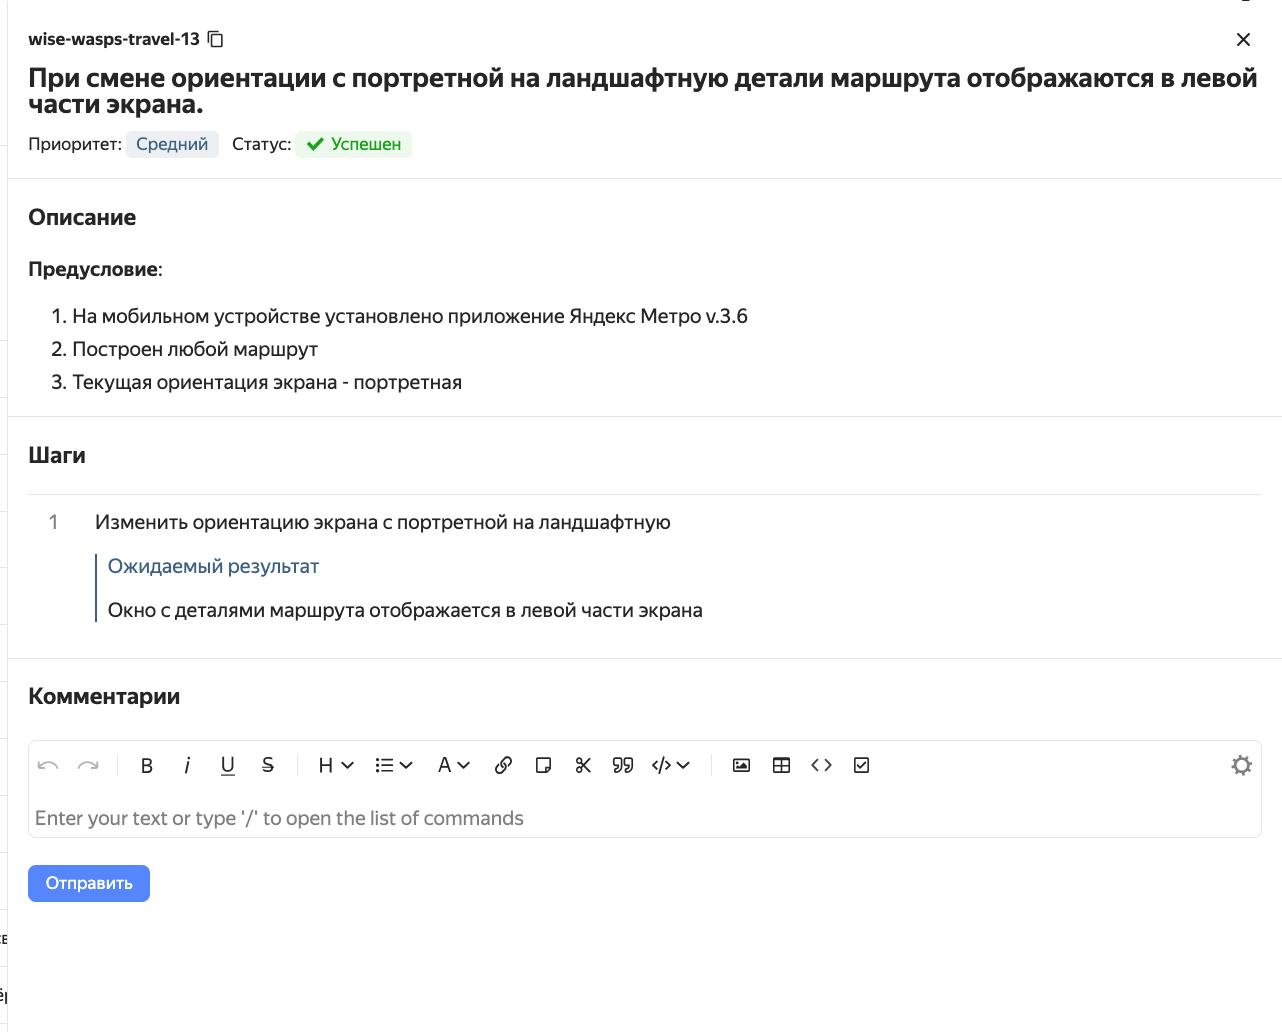 wise-wasps-travel-13
При смене ориентации с портретной на ландшафтную детали маршрута отображаются в левой
части экрана.
Приоритет: Средний Статус: Успешен
Описание
Предусловие:
1. На мобильном устройстве установлено приложение Яндекс Метро v.3.6
2. Построен любой маршрут
3. Текущая ориентация экрана - портретная
Шаги
1 Изменить ориентацию экрана с портретной на ландшафтную
Ожидаемый результат
Окно с деталями маршрута отображается в левой части экрана
Комментарии
B i U S H A
Enter your text or type '/' to open the list of commands
Отправить